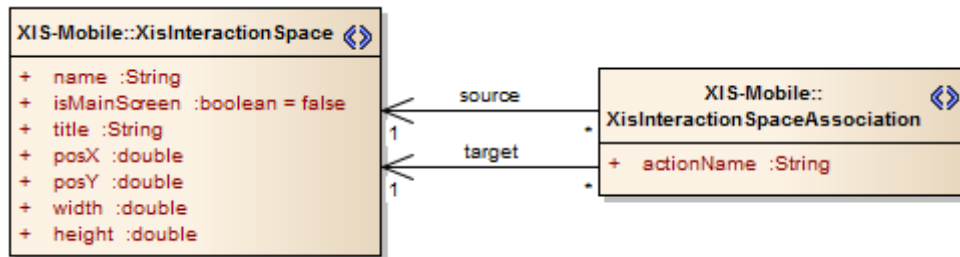 XIS-Mobile::XisInteractionSpace
+ name :String
+ isMainScreen :boolean = false
+ title :String
+ posX :double
+ posY :double
+ width :double
+ height :double
source
1 *
target
1 *
XIS-Mobile::
XisInteractionSpaceAssociation
+ actionName :String